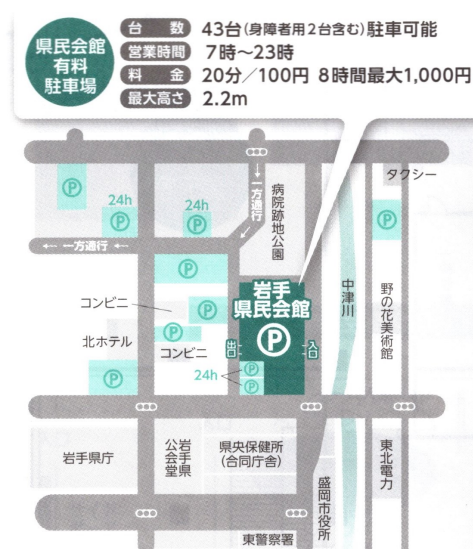 県民会館
有料
駐車場
台数 43台(身障者用2台含む)駐車可能
営業時間 7時〜23時
料金 20分/100円 8時間最大1,000円
最大高さ 2.2m
タクシー
P
24h
P
24h
P
一方通行
病院跡地公園
P
一方通行
P
岩手
県民会館
P
中津川
野の花美術館
コンビニ
P
P
コンビニ
北ホテル
出口
入口
24h
P
P
P
岩手県庁
岩手県
公会堂
県央保健所
(合同庁舎)
盛岡市役所
東北電力
東警察署